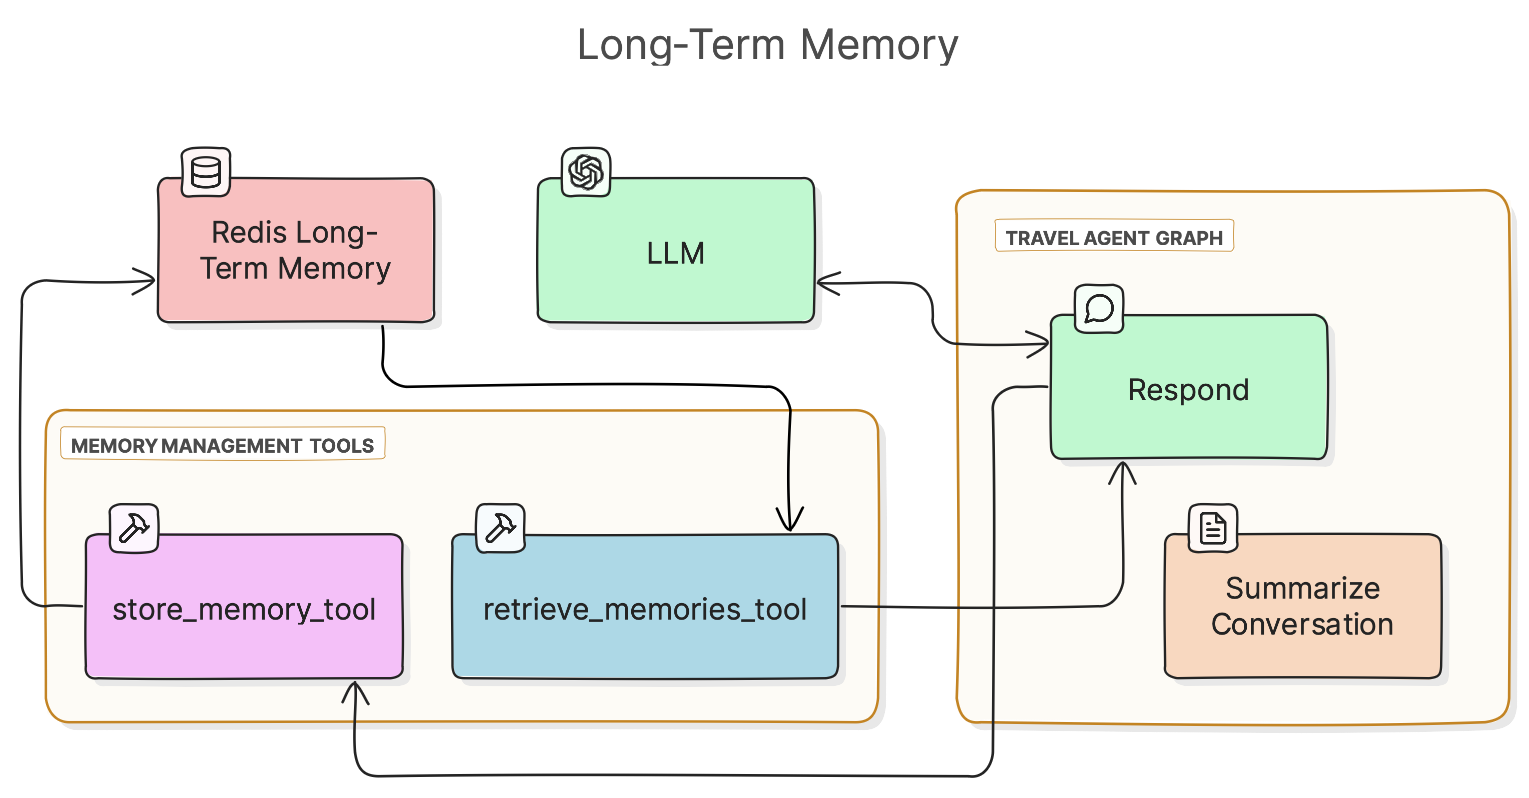 Long-Term Memory
Redis Long-
Term Memory
LLM
TRAVEL AGENT GRAPH
Respond
MEMORY MANAGEMENT TOOLS
store_memory_tool
retrieve_memories_tool
Summarize
Conversation